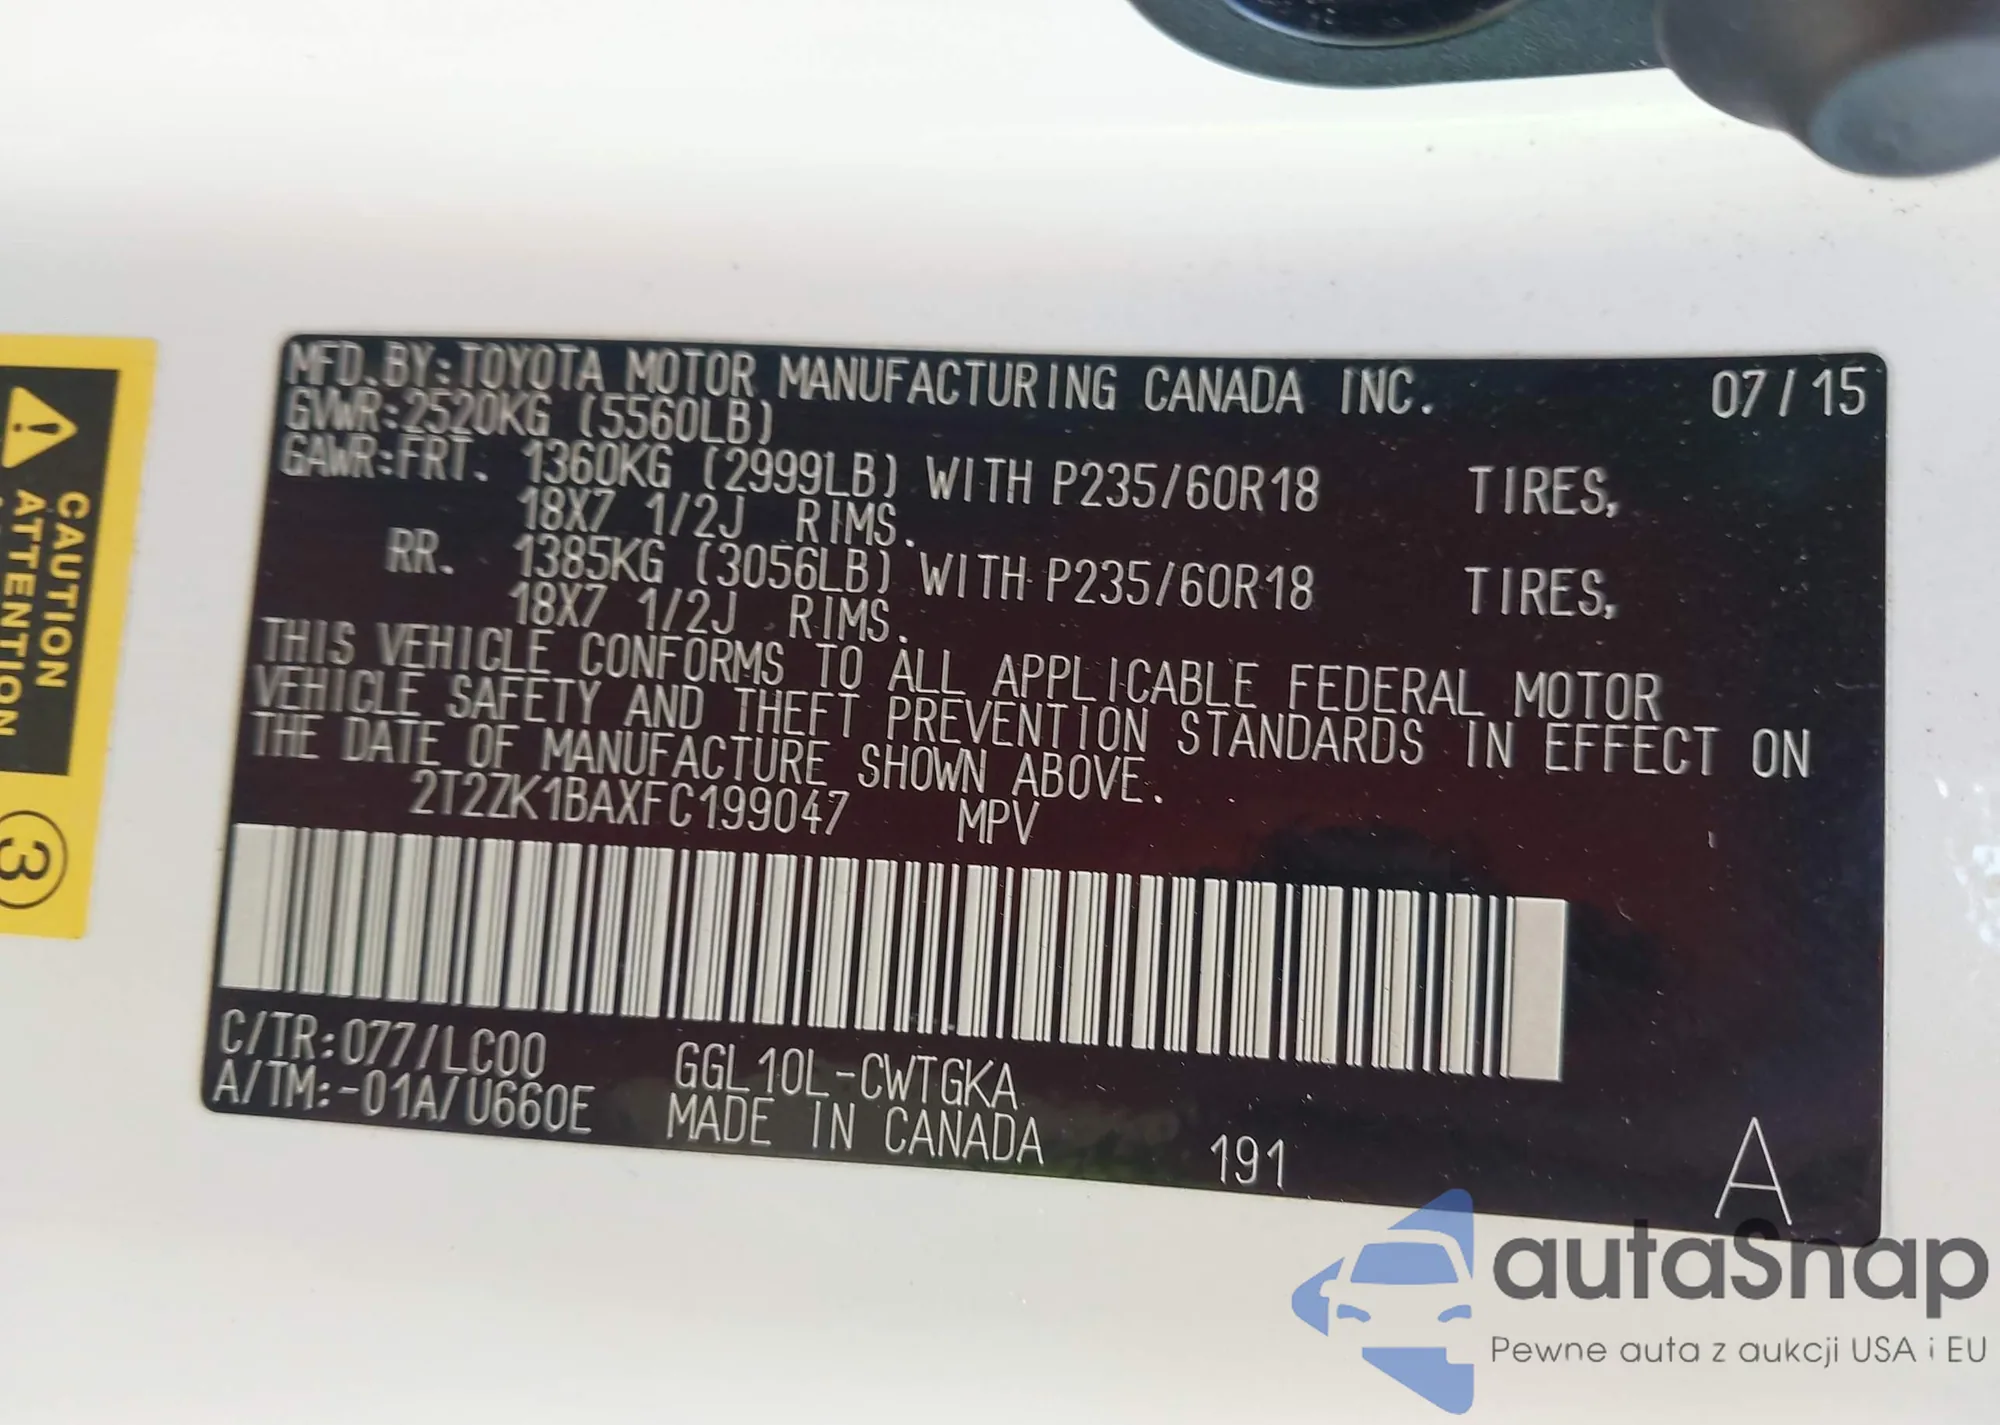 MFD.BY:TOYOTA MOTOR MANUFACTURING CANADA INC. 07/15
GVWR:2520KG (5560LB)
GAWR:FRT. 1360KG (2999LB) WITH P235/60R18 TIRES,
18X7 1/2J RIMS.
RR. 1385KG (3056LB) WITH P235/60R18 TIRES,
18X7 1/2J RIMS.
THIS VEHICLE CONFORMS TO ALL APPLICABLE FEDERAL MOTOR
VEHICLE SAFETY AND THEFT PREVENTION STANDARDS IN EFFECT ON
THE DATE OF MANUFACTURE SHOWN ABOVE.
2T2ZK1BAXFC199047 MPV
C/TR:077/LC00 GGL10L-CWTGKA
A/TM:-01A/U660E MADE IN CANADA 191 A
CAUTION
ATTENTION
3
autaSnap
Pewne auta z aukcji USA i EU